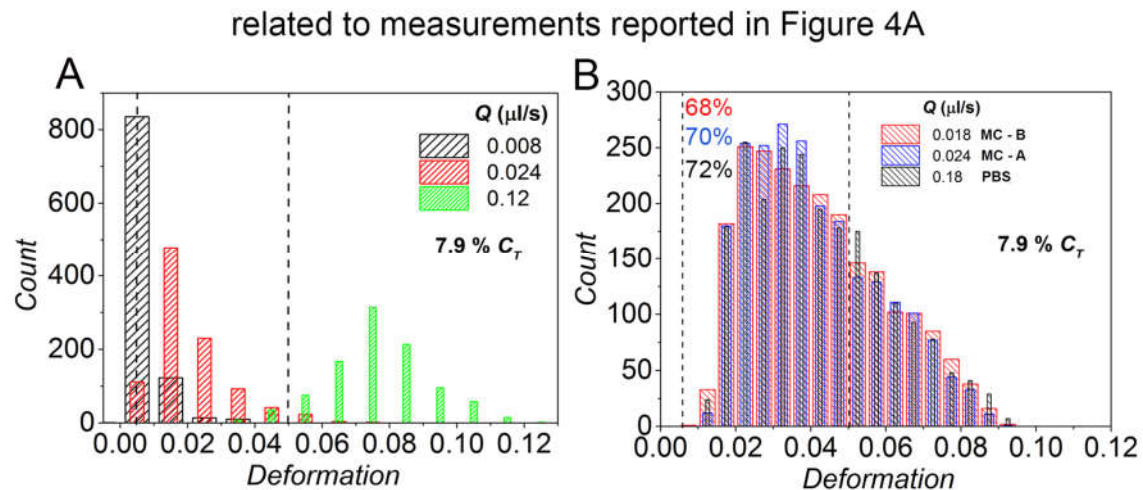 related to measurements reported in Figure 4A
A
Q (µl/s)
0.008
0.024
0.12
7.9 % C_T
Count
800
600
400
200
0
0.00 0.02 0.04 0.06 0.08 0.10 0.12
Deformation
B
68%
70%
72%
Q (µl/s)
0.018 MC - B
0.024 MC - A
0.18 PBS
7.9 % C_T
Count
300
250
200
150
100
50
0
0.00 0.02 0.04 0.06 0.08 0.10 0.12
Deformation